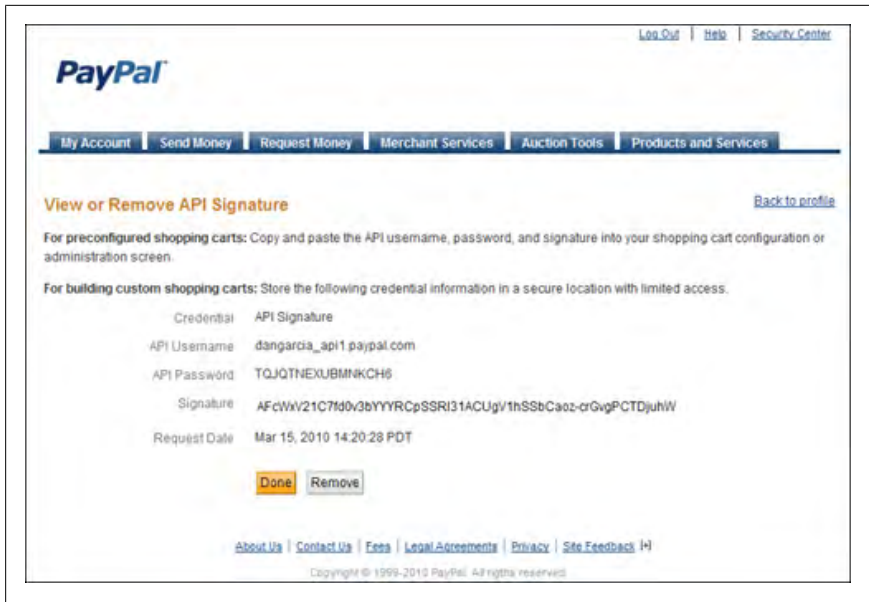 Log Out | Help | Security Center
PayPal
My Account Send Money Request Money Merchant Services Auction Tools Products and Services
View or Remove API Signature Back to profile
For preconfigured shopping carts: Copy and paste the API username, password, and signature into your shopping cart configuration or
administration screen.
For building custom shopping carts: Store the following credential information in a secure location with limited access.
Credential API Signature
API Username dangarcia_api1.paypal.com
API Password TQJQTNEXUBMNKCH6
Signature AFcWxV21C7fd0v3bYYYRCpSSRl31ACUgV1hSSbCaoz-crGvgPCTDjuhW
Request Date Mar 15, 2010 14:20:28 PDT
Done Remove
About Us | Contact Us | Fees | Legal Agreements | Privacy | Site Feedback [+]
Copyright © 1999-2010 PayPal. All rights reserved.